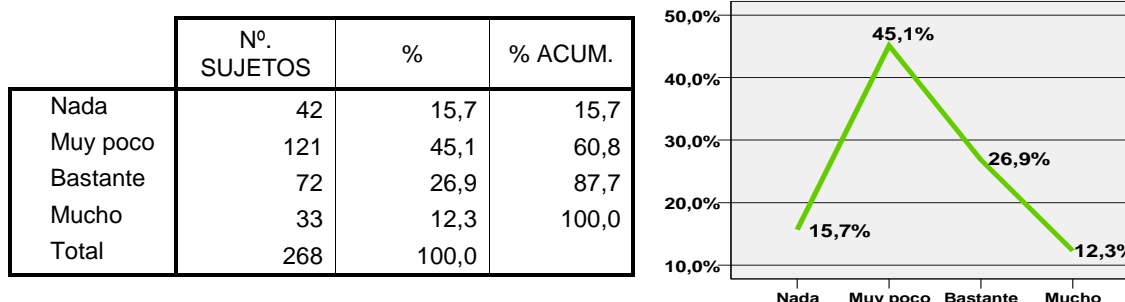 Nº. SUJETOS % % ACUM.
Nada 42 15,7 15,7
Muy poco 121 45,1 60,8
Bastante 72 26,9 87,7
Mucho 33 12,3 100,0
Total 268 100,0
50,0%
45,1%
40,0%
30,0%
26,9%
20,0%
15,7%
12,3%
10,0%
Nada Muy poco Bastante Mucho